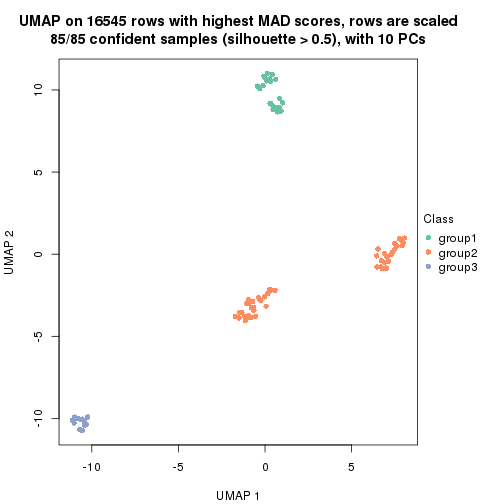 UMAP on 16545 rows with highest MAD scores, rows are scaled
85/85 confident samples (silhouette > 0.5), with 10 PCs
10
5
0
-5
-10
UMAP 2
-10
-5
0
5
UMAP 1
Class
group1
group2
group3